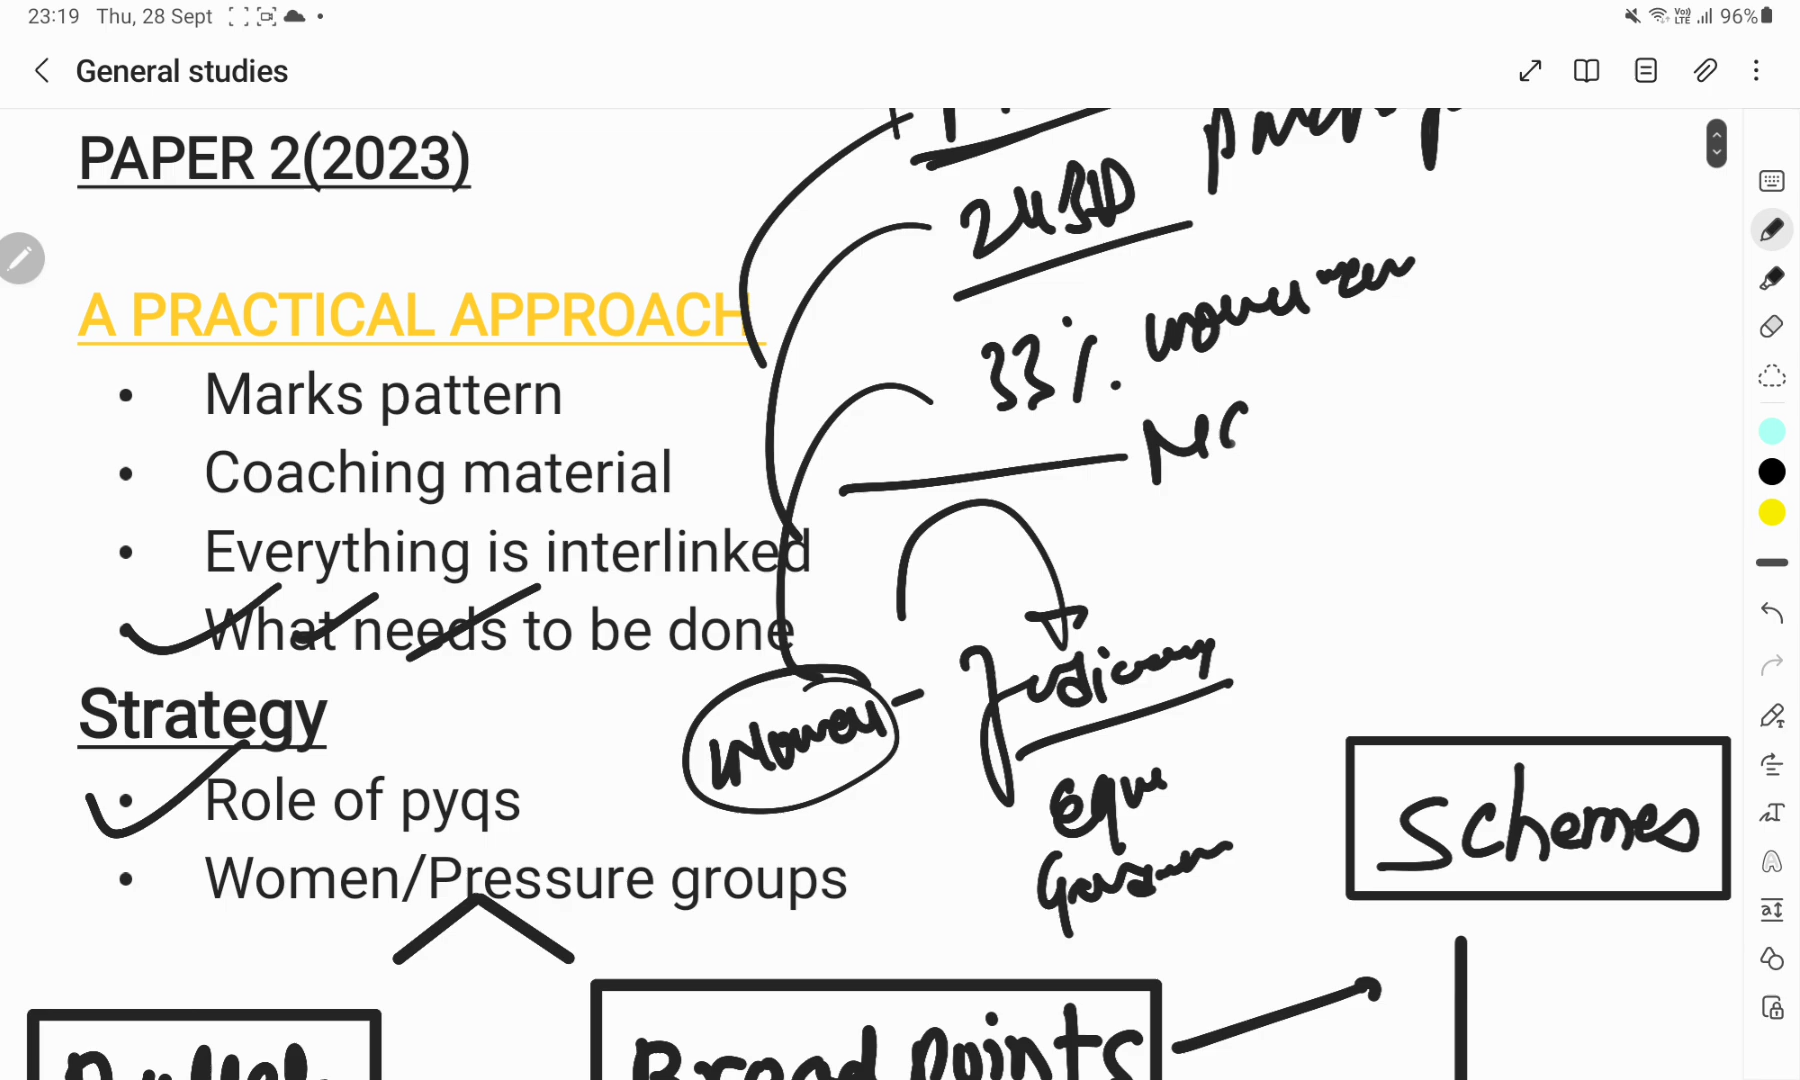 23:19 Thu, 28 Sept
96%
General studies
PAPER 2(2023)
A PRACTICAL APPROACH
• Marks pattern
33% women
• Coaching material
• Everything is interlinked
• What needs to be done
Judiciary
Women
Strategy
• Role of pyqs
Schemes
• Women/Pressure groups
Broad Points